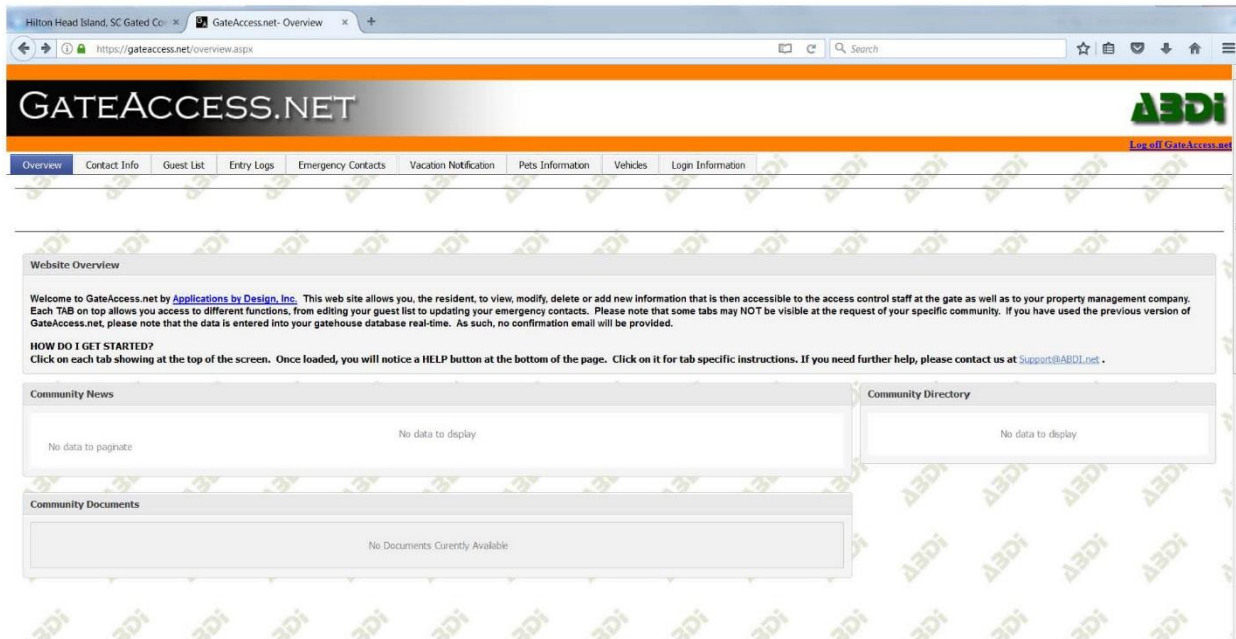 Hilton Head Island, SC Gated Co
GateAccess.net- Overview
https://gateaccess.net/overview.aspx
Search
GATEACCESS.NET
ABDi
Log off GateAccess.net
Overview Contact Info Guest List Entry Logs Emergency Contacts Vacation Notification Pets Information Vehicles Login Information
Website Overview
Welcome to GateAccess.net by Applications by Design, Inc. This web site allows you, the resident, to view, modify, delete or add new information that is then accessible to the access control staff at the gate as well as to your property management company.
Each TAB on top allows you access to different functions, from editing your guest list to updating your emergency contacts. Please note that some tabs may NOT be visible at the request of your specific community. If you have used the previous version of
GateAccess.net, please note that the data is entered into your gatehouse database real-time. As such, no confirmation email will be provided.
HOW DO I GET STARTED?
Click on each tab showing at the top of the screen. Once loaded, you will notice a HELP button at the bottom of the page. Click on it for tab specific instructions. If you need further help, please contact us at Support@ABDI.net .
Community News
No data to display
No data to paginate
Community Directory
No data to display
Community Documents
No Documents Curently Available